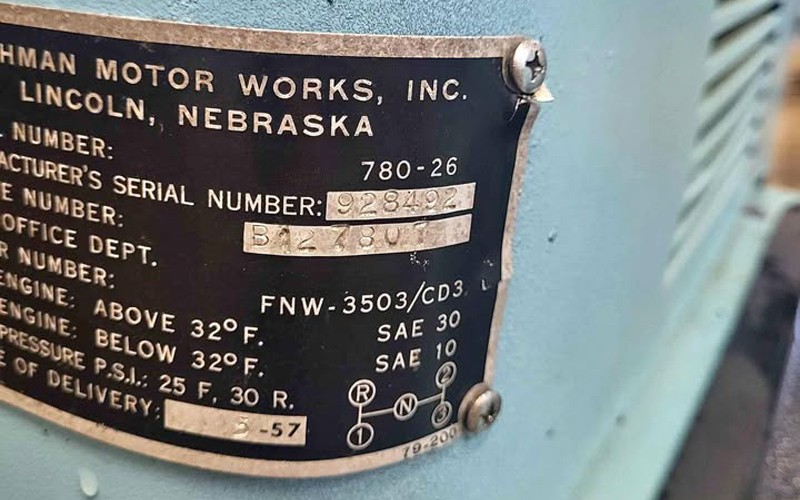 HMAN MOTOR WORKS, INC.
LINCOLN, NEBRASKA
NUMBER:
780-26
ACTURER'S SERIAL NUMBER: 928492
E NUMBER: B127807
OFFICE DEPT.
R NUMBER: FNW-3503/CD3
ENGINE: ABOVE 32°F. SAE 30
ENGINE: BELOW 32°F. SAE 10
PRESSURE P.S.I.: 25 F, 30 R.
E OF DELIVERY: -57
R N 2
1 3
79-200